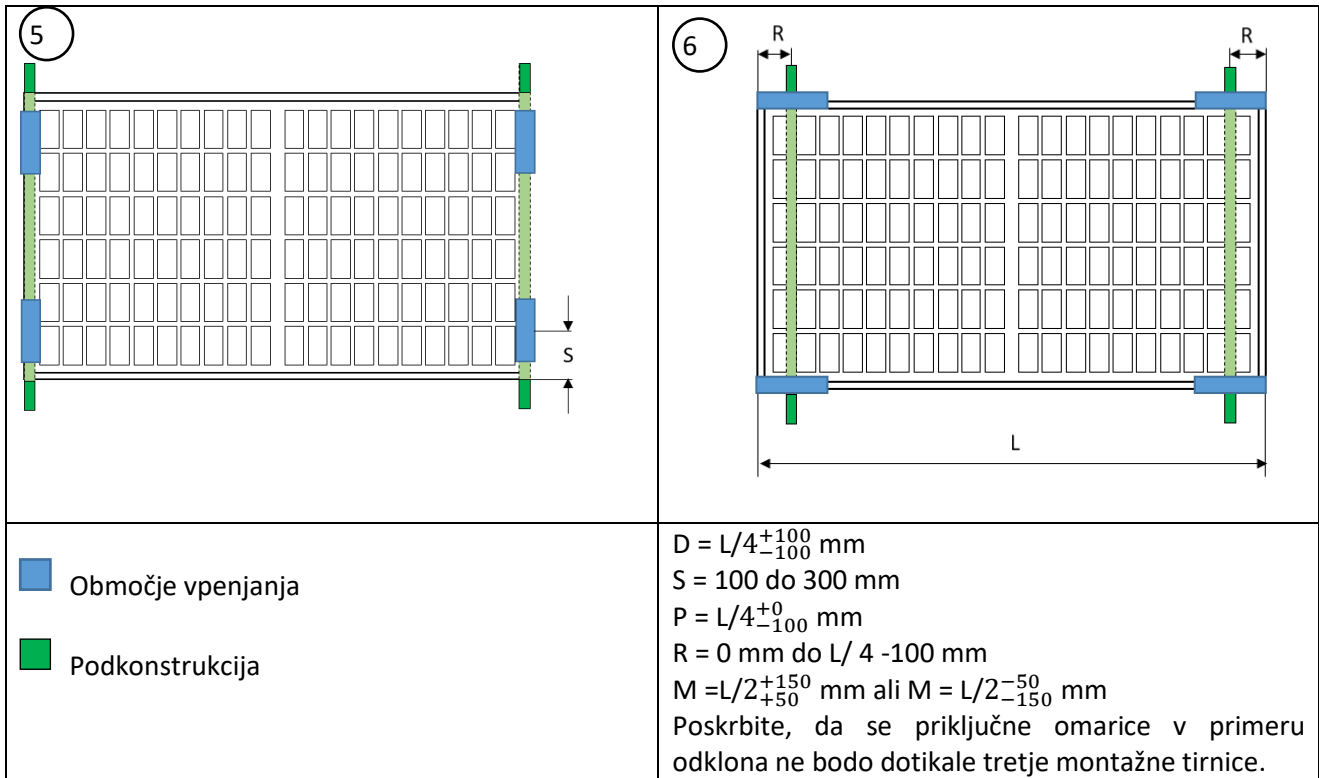 5
S
6
R R
L
Območje vpenjanja
Podkonstrukcija
D = L/4 +100 −100 mm
S = 100 do 300 mm
P = L/4 +0 −100 mm
R = 0 mm do L/ 4 -100 mm
M =L/2 +150 +50 mm ali M = L/2 −50 −150 mm
Poskrbite, da se priključne omarice v primeru
odklona ne bodo dotikale tretje montažne tirnice.